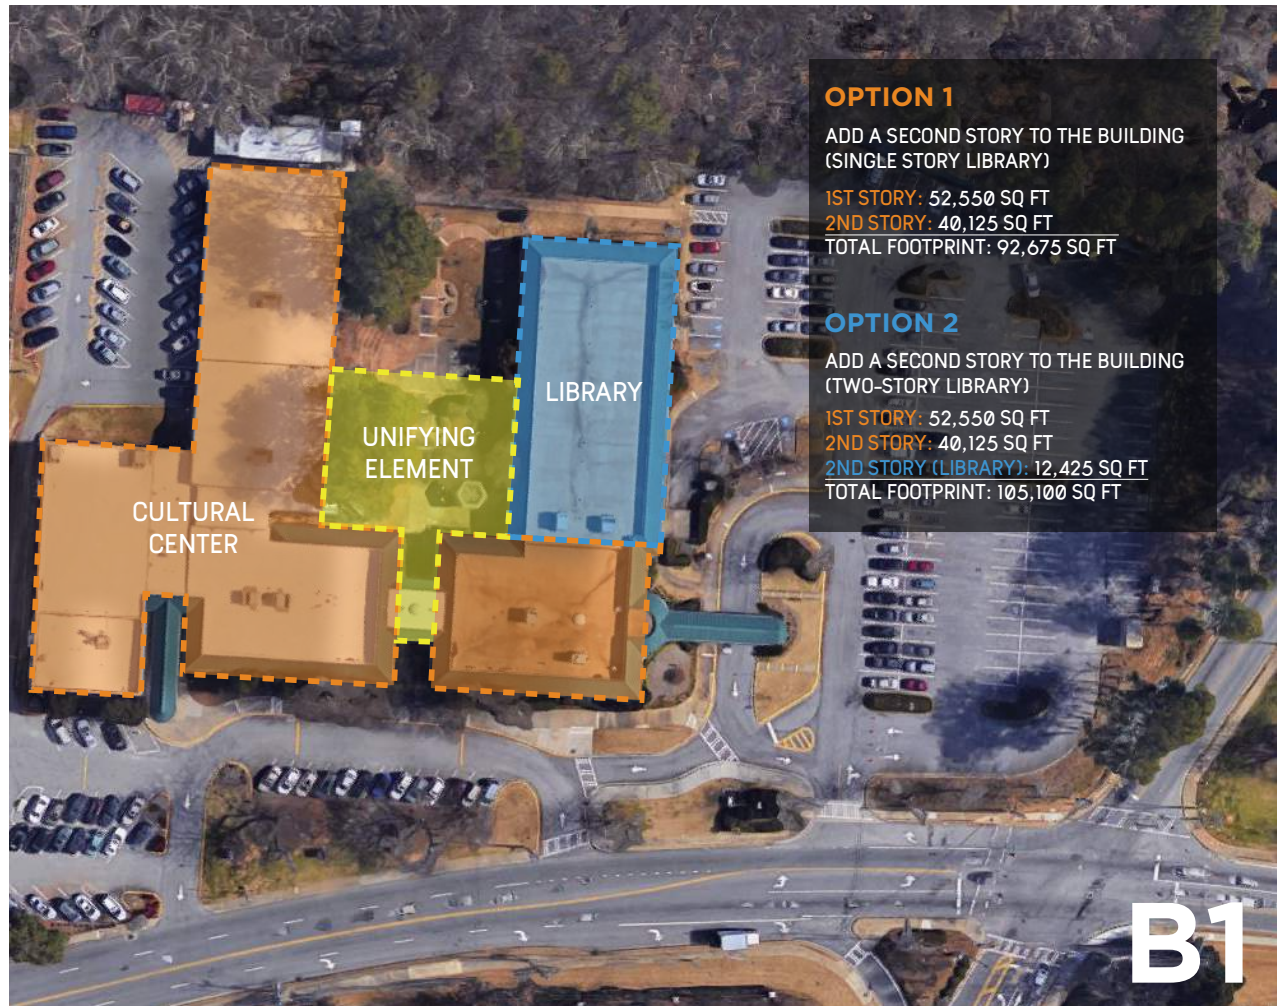 OPTION 1
ADD A SECOND STORY TO THE BUILDING
(SINGLE STORY LIBRARY)
1ST STORY: 52,550 SQ FT
2ND STORY: 40,125 SQ FT
TOTAL FOOTPRINT: 92,675 SQ FT
OPTION 2
ADD A SECOND STORY TO THE BUILDING
(TWO-STORY LIBRARY)
1ST STORY: 52,550 SQ FT
2ND STORY: 40,125 SQ FT
2ND STORY (LIBRARY): 12,425 SQ FT
TOTAL FOOTPRINT: 105,100 SQ FT
LIBRARY
UNIFYING
ELEMENT
CULTURAL
CENTER
B1